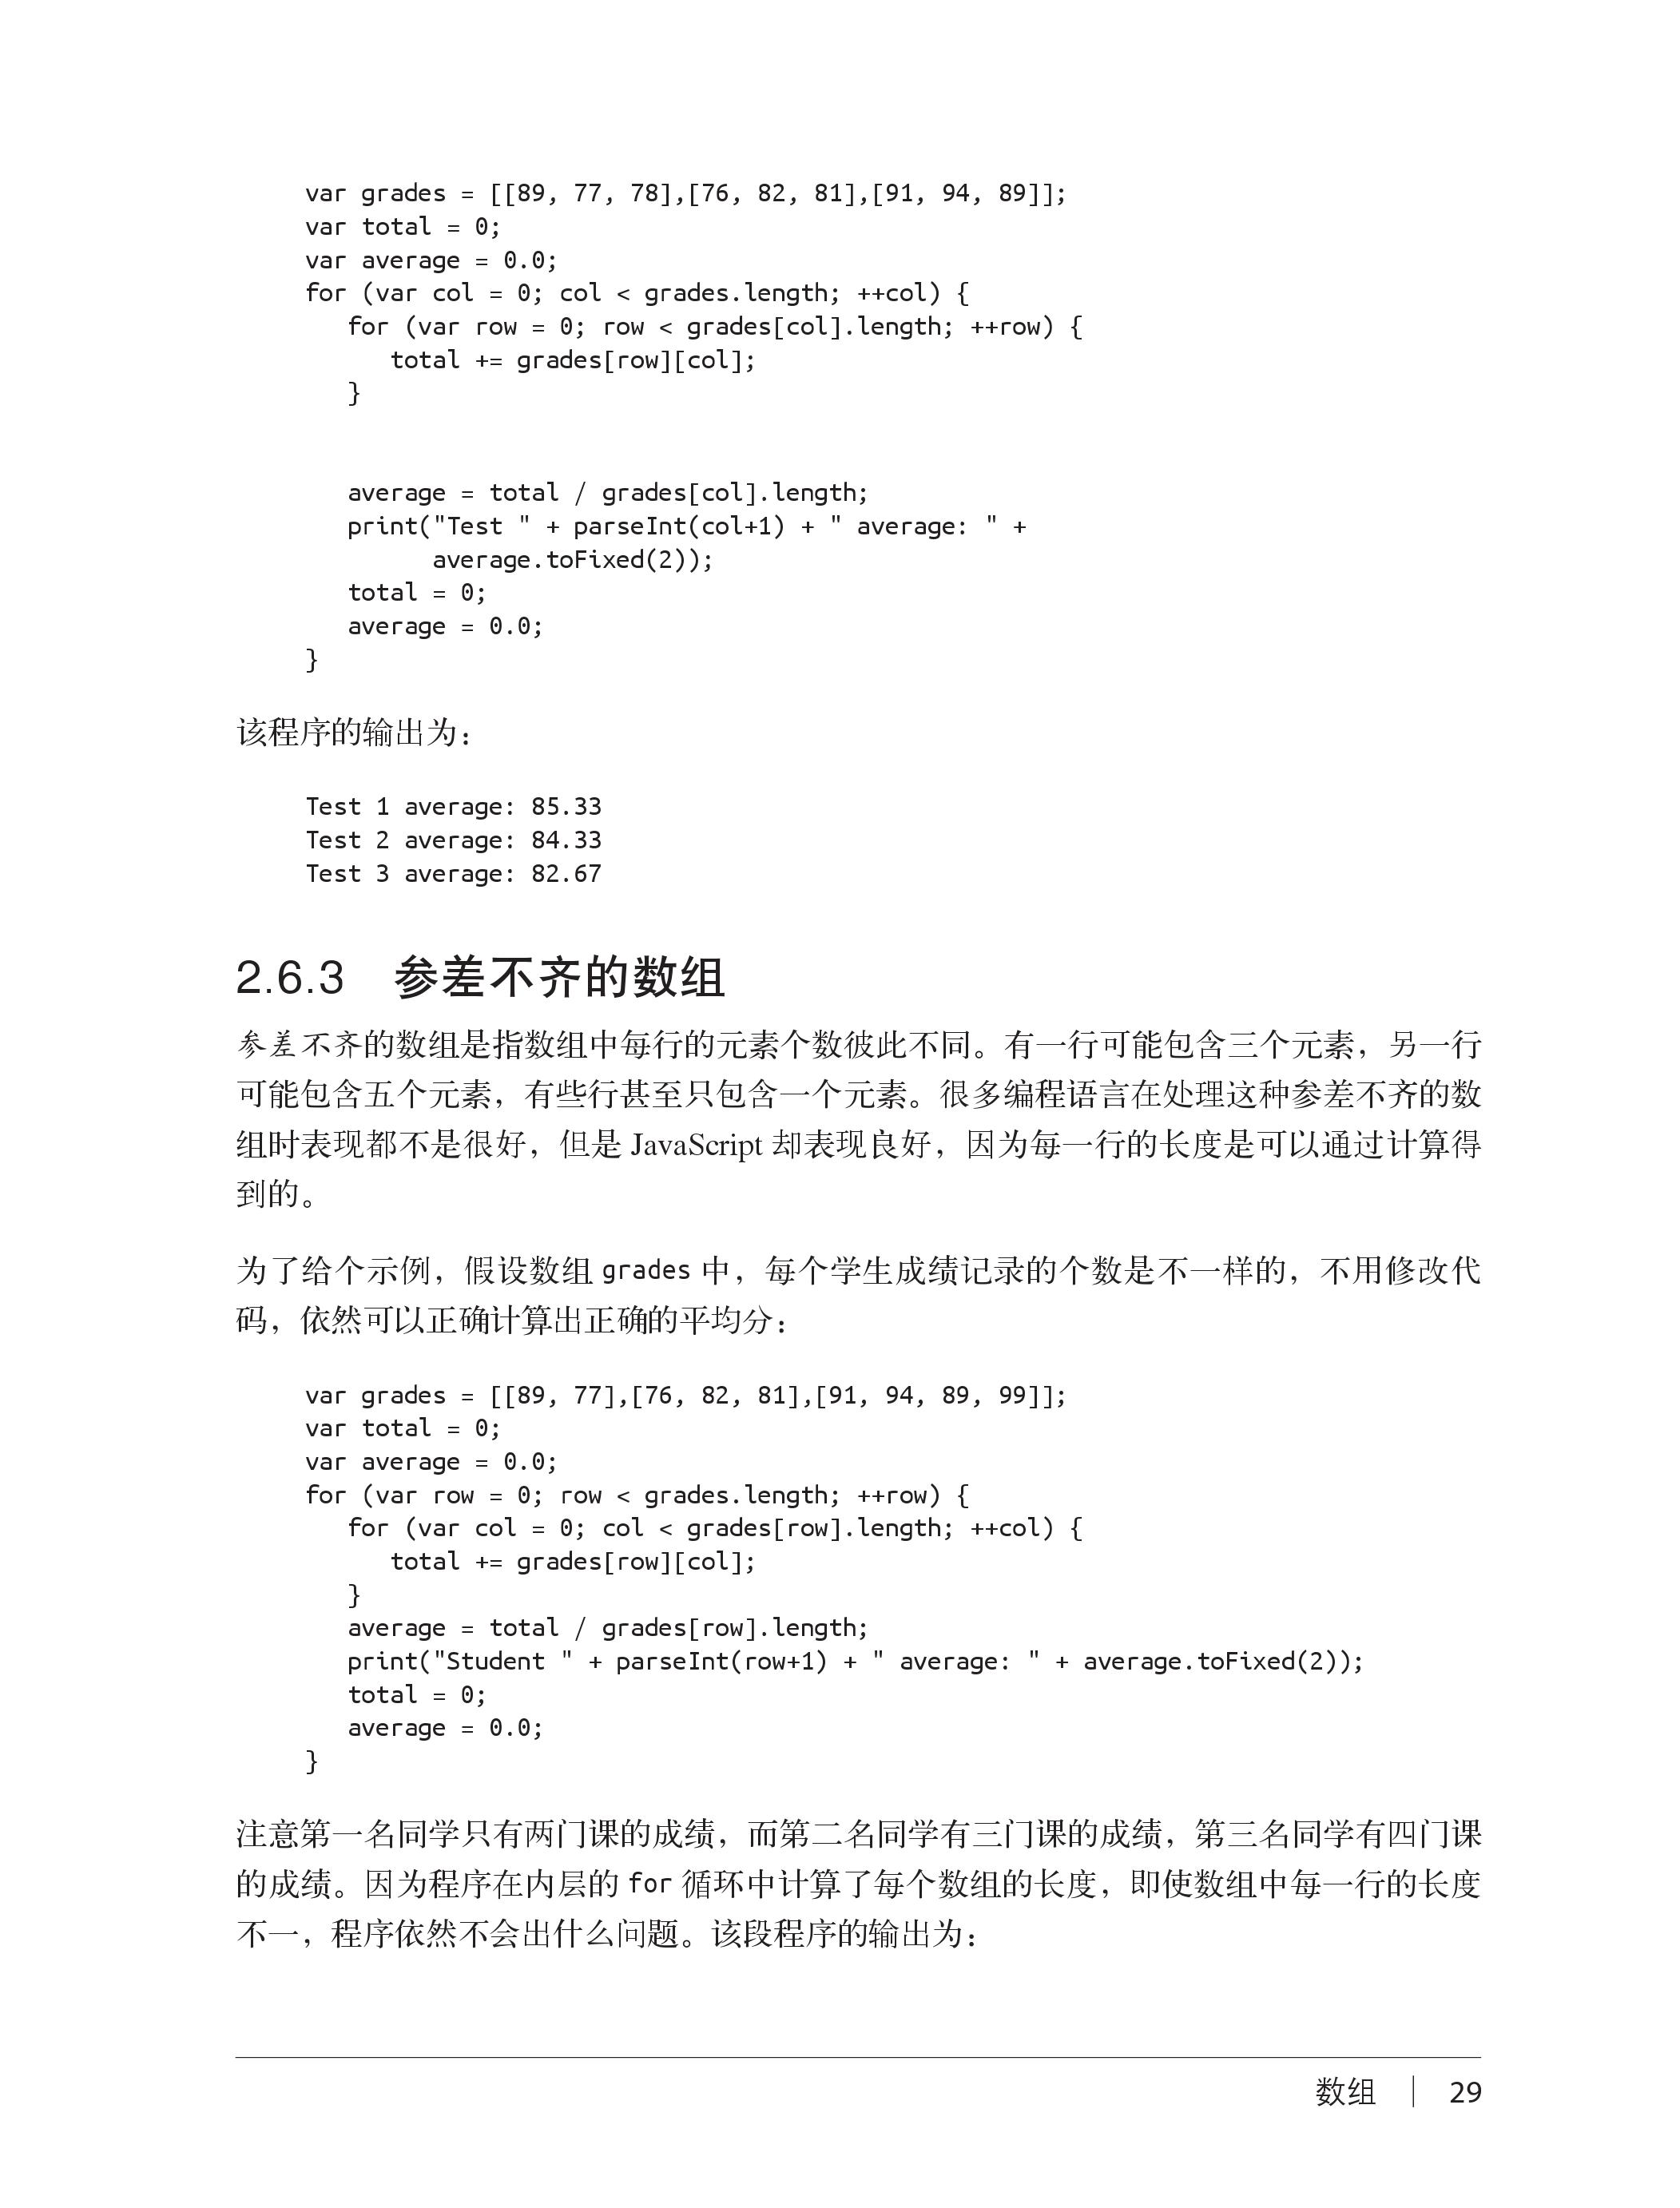 var grades = [[89, 77, 78],[76, 82, 81],[91, 94, 89]];
var total = 0;
var average = 0.0;
for (var col = 0; col < grades.length; ++col) {
   for (var row = 0; row < grades[col].length; ++row) {
      total += grades[row][col];
   }
   average = total / grades[col].length;
   print("Test " + parseInt(col+1) + " average: " +
         average.toFixed(2));
   total = 0;
   average = 0.0;
}
该程序的输出为：
Test 1 average: 85.33
Test 2 average: 84.33
Test 3 average: 82.67
2.6.3 参差不齐的数组
参差不齐的数组是指数组中每行的元素个数彼此不同。有一行可能包含三个元素，另一行
可能包含五个元素，有些行甚至只包含一个元素。很多编程语言在处理这种参差不齐的数
组时表现都不是很好，但是 JavaScript 却表现良好，因为每一行的长度是可以通过计算得
到的。
为了给个示例，假设数组 grades 中，每个学生成绩记录的个数是不一样的，不用修改代
码，依然可以正确计算出正确的平均分：
var grades = [[89, 77],[76, 82, 81],[91, 94, 89, 99]];
var total = 0;
var average = 0.0;
for (var row = 0; row < grades.length; ++row) {
   for (var col = 0; col < grades[row].length; ++col) {
      total += grades[row][col];
   }
   average = total / grades[row].length;
   print("Student " + parseInt(row+1) + " average: " + average.toFixed(2));
   total = 0;
   average = 0.0;
}
注意第一名同学只有两门课的成绩，而第二名同学有三门课的成绩，第三名同学有四门课
的成绩。因为程序在内层的 for 循环中计算了每个数组的长度，即使数组中每一行的长度
不一，程序依然不会出什么问题。该段程序的输出为：
数组 | 29